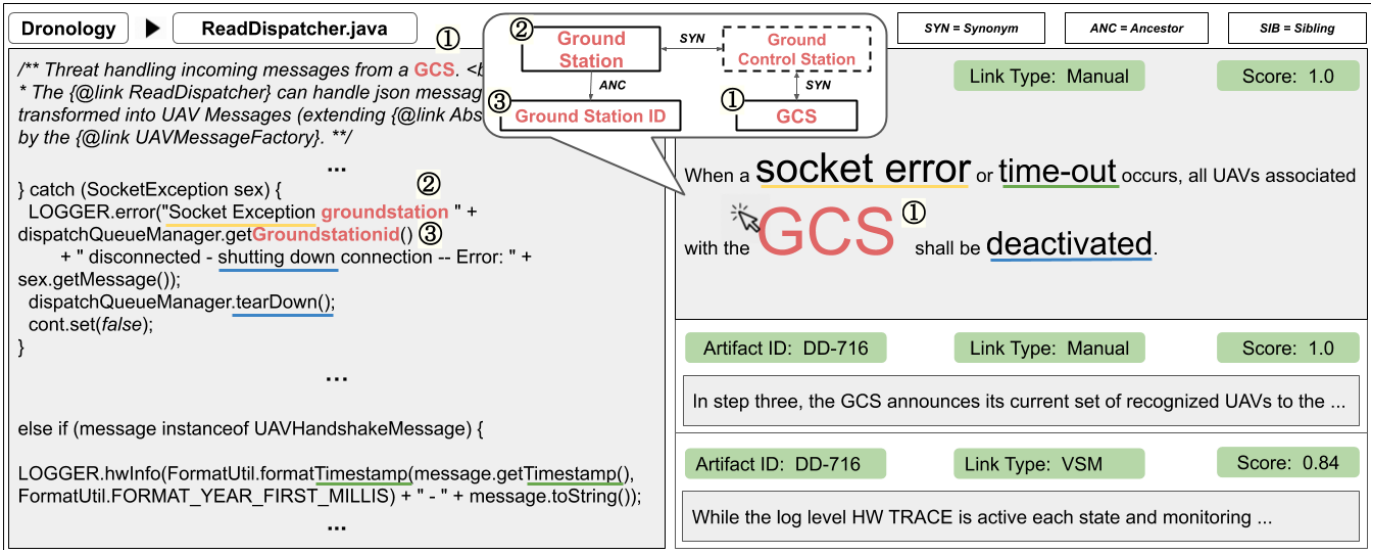 Dronology
ReadDispatcher.java
①
/** Threat handling incoming messages from a GCS. <b
* The {@link ReadDispatcher} can handle json messag
transformed into UAV Messages (extending {@link Abs
by the {@link UAVMessageFactory}. **/
...
} catch (SocketException sex) {
②
LOGGER.error("Socket Exception groundstation " +
dispatchQueueManager.getGroundstationid() ③
+ " disconnected - shutting down connection -- Error: " +
sex.getMessage());
dispatchQueueManager.tearDown();
cont.set(false);
}
...
else if (message instanceof UAVHandshakeMessage) {
LOGGER.hwInfo(FormatUtil.formatTimestamp(message.getTimestamp(),
FormatUtil.FORMAT_YEAR_FIRST_MILLIS) + " - " + message.toString());
...
② Ground
Station
SYN
Ground
Control Station
ANC
SYN
③ Ground Station ID
① GCS
SYN = Synonym
ANC = Ancestor
SIB = Sibling
Link Type: Manual
Score: 1.0
When a socket error or time-out occurs, all UAVs associated
with the GCS ① shall be deactivated.
Artifact ID: DD-716
Link Type: Manual
Score: 1.0
In step three, the GCS announces its current set of recognized UAVs to the ...
Artifact ID: DD-716
Link Type: VSM
Score: 0.84
While the log level HW TRACE is active each state and monitoring ...